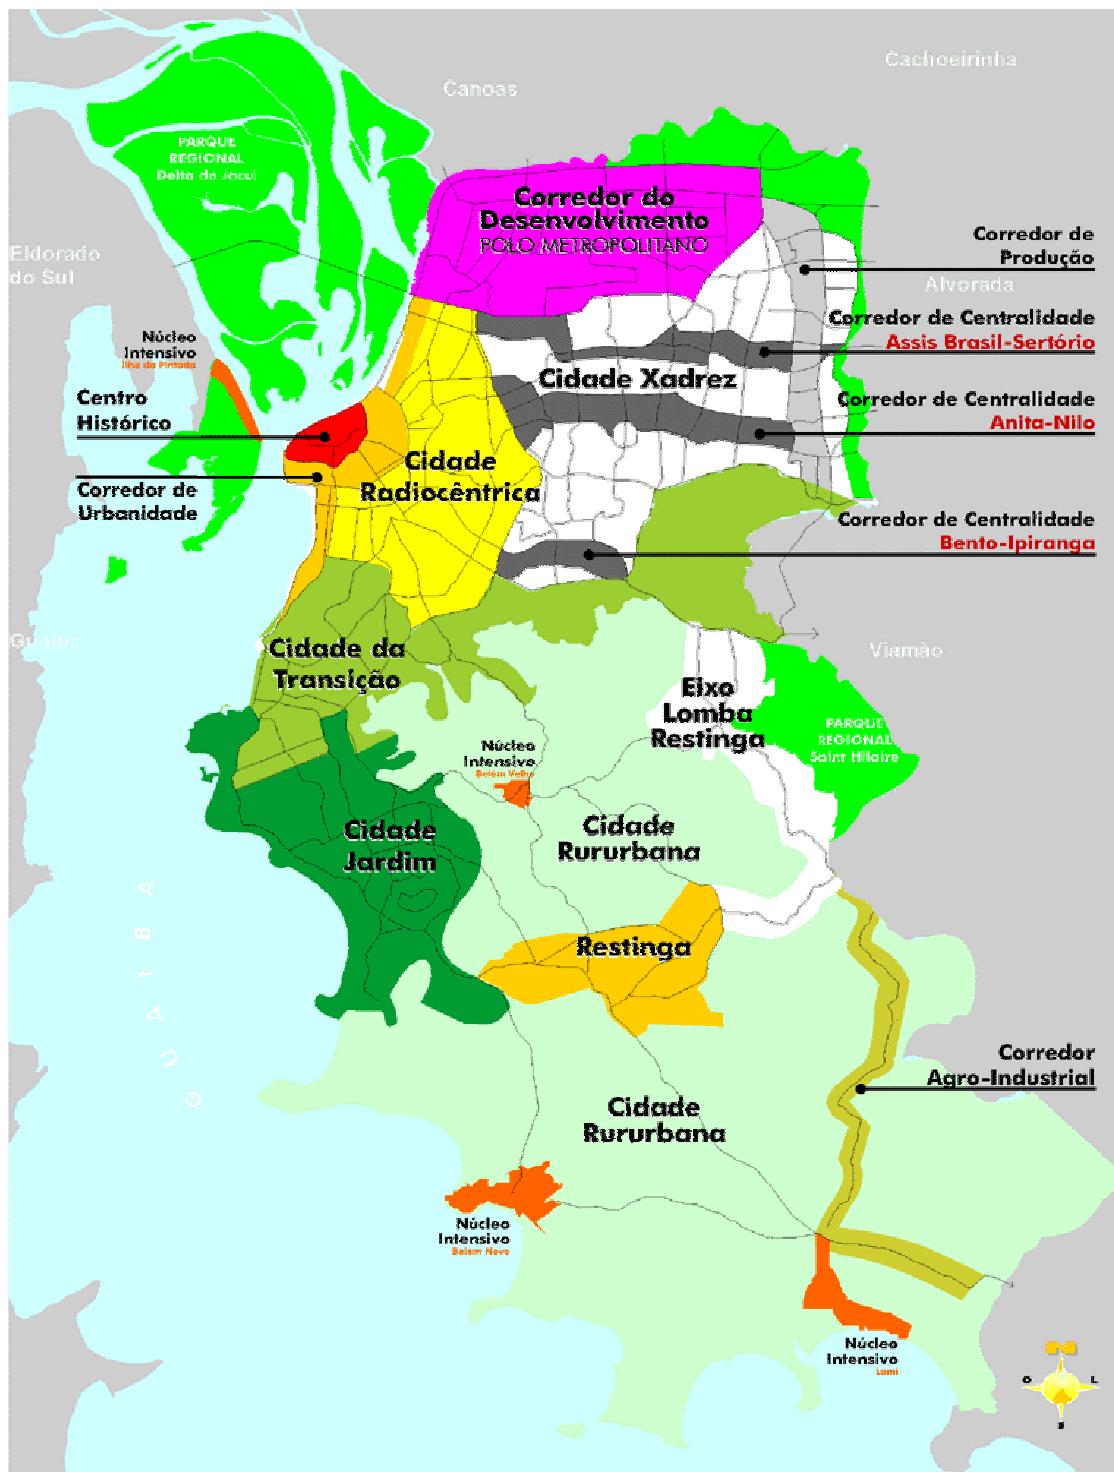 Cachoeirinha
Canoas
PARQUE
REGIONAL
Delta do Jacuí
Corredor do
Desenvolvimento
PÓLO METROPOLITANO
Corredor de
Produção
Eldorado
do Sul
Alvorada
Corredor de Centralidade
Assis Brasil-Sertório
Núcleo
Intensivo
Ilha da Pintada
Cidade Xadrez
Centro
Histórico
Corredor de Centralidade
Anita-Nilo
Cidade
Radiocêntrica
Corredor de
Urbanidade
Corredor de Centralidade
Bento-Ipiranga
Guaíba
Cidade da
Transição
Viamão
Eixo
Lomba
Restinga
PARQUE
REGIONAL
Saint Hilaire
Núcleo
Intensivo
Belém Velho
Cidade
Jardim
Cidade
Rururbana
GUAÍBA
Restinga
Corredor
Agro-Industrial
Cidade
Rururbana
Núcleo
Intensivo
Belém Novo
Núcleo
Intensivo
Lami
N
O L
S